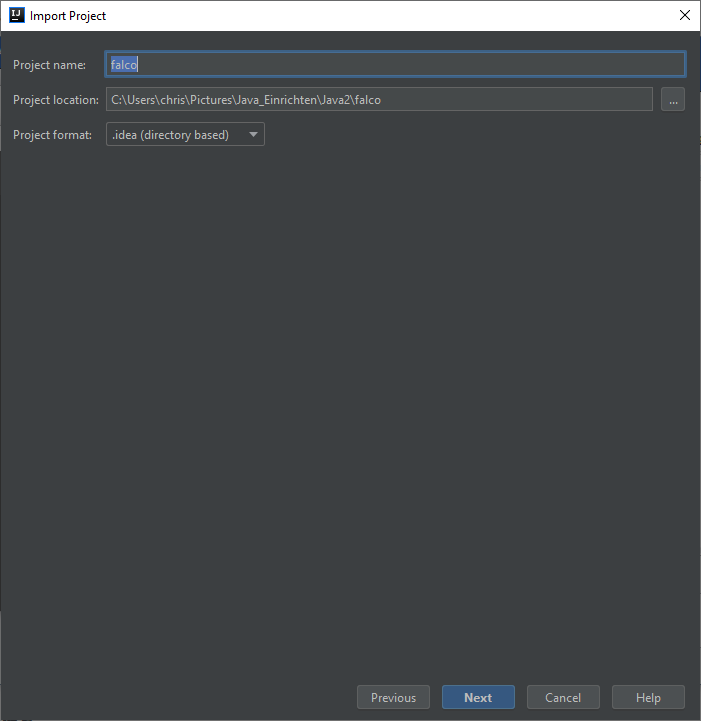 IJ Import Project
Project name: falco
Project location: C:\Users\chris\Pictures\Java_Einrichten\Java2\falco ...
Project format: .idea (directory based)
Previous Next Cancel Help